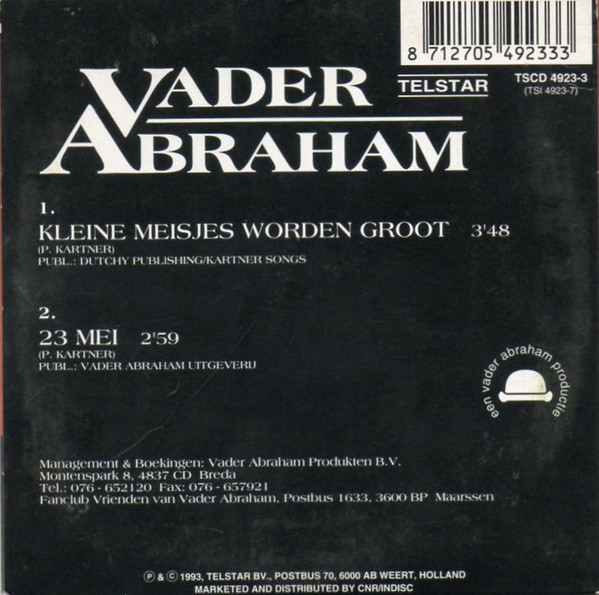 8 712705 492333
TELSTAR
TSCD 4923-3
(TSI 4923-7)
VADER
ABRAHAM
1.
KLEINE MEISJES WORDEN GROOT 3'48
(P. KARTNER)
PUBL.: DUTCHY PUBLISHING/KARTNER SONGS
2.
23 MEI 2'59
(P. KARTNER)
PUBL.: VADER ABRAHAM UITGEVERIJ
een vader abraham productie
Management & Boekingen: Vader Abraham Produkten B.V.
Montenspark 8, 4837 CD Breda
Tel.: 076 - 652120 Fax: 076 - 657921
Fanclub Vrienden van Vader Abraham, Postbus 1633, 3600 BP Maarssen
℗ & © 1993, TELSTAR BV., POSTBUS 70, 6000 AB WEERT, HOLLAND
MARKETED AND DISTRIBUTED BY CNR/INDISC